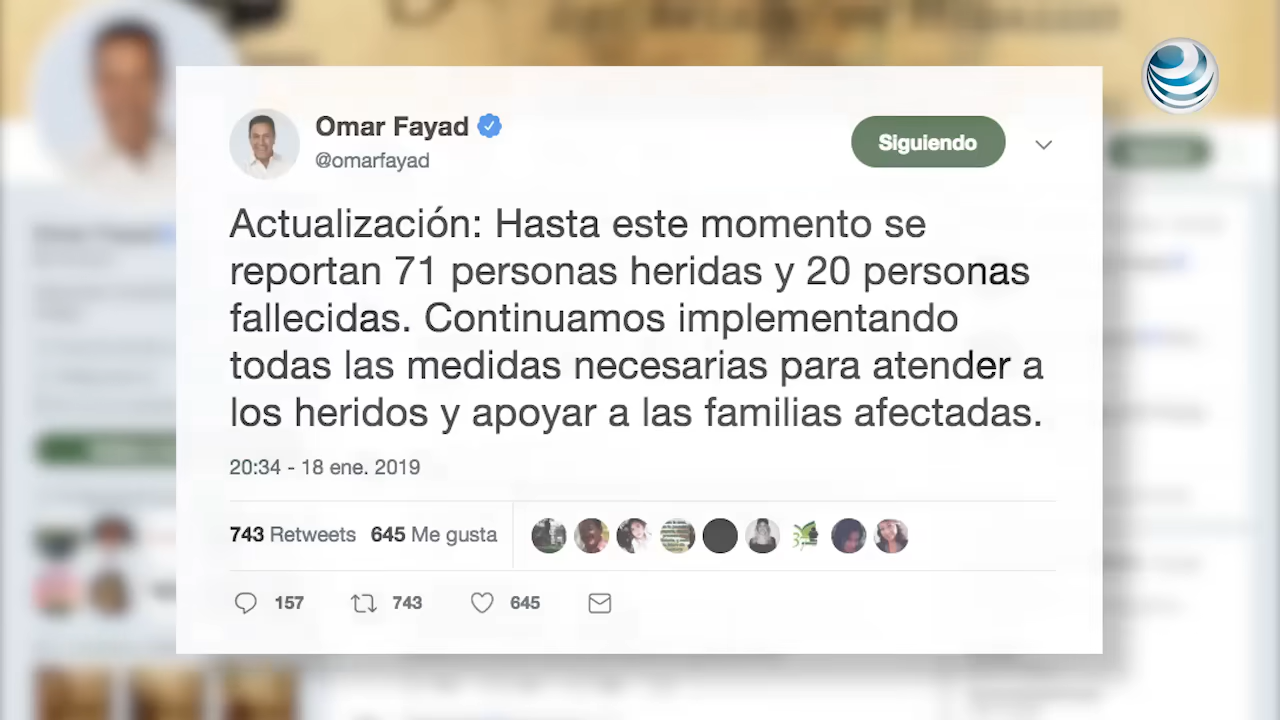 Omar Fayad
@omarfayad
Siguiendo
Actualización: Hasta este momento se
reportan 71 personas heridas y 20 personas
fallecidas. Continuamos implementando
todas las medidas necesarias para atender a
los heridos y apoyar a las familias afectadas.
20:34 - 18 ene. 2019
743 Retweets 645 Me gusta
157 743 645